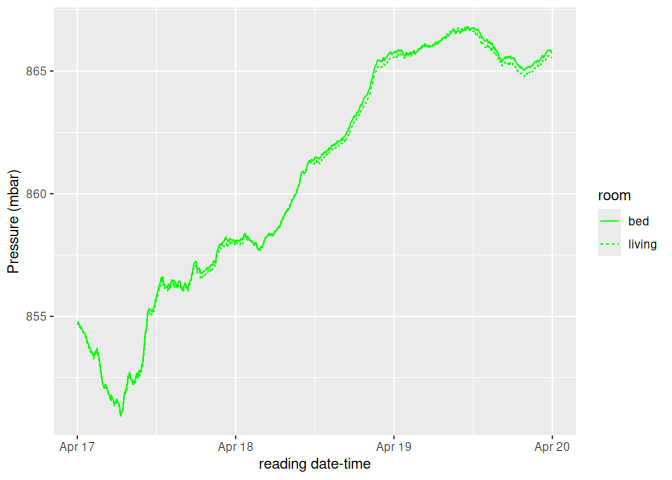 865
860
855
Pressure (mbar)
Apr 17
Apr 18
Apr 19
Apr 20
reading date-time
room
bed
living